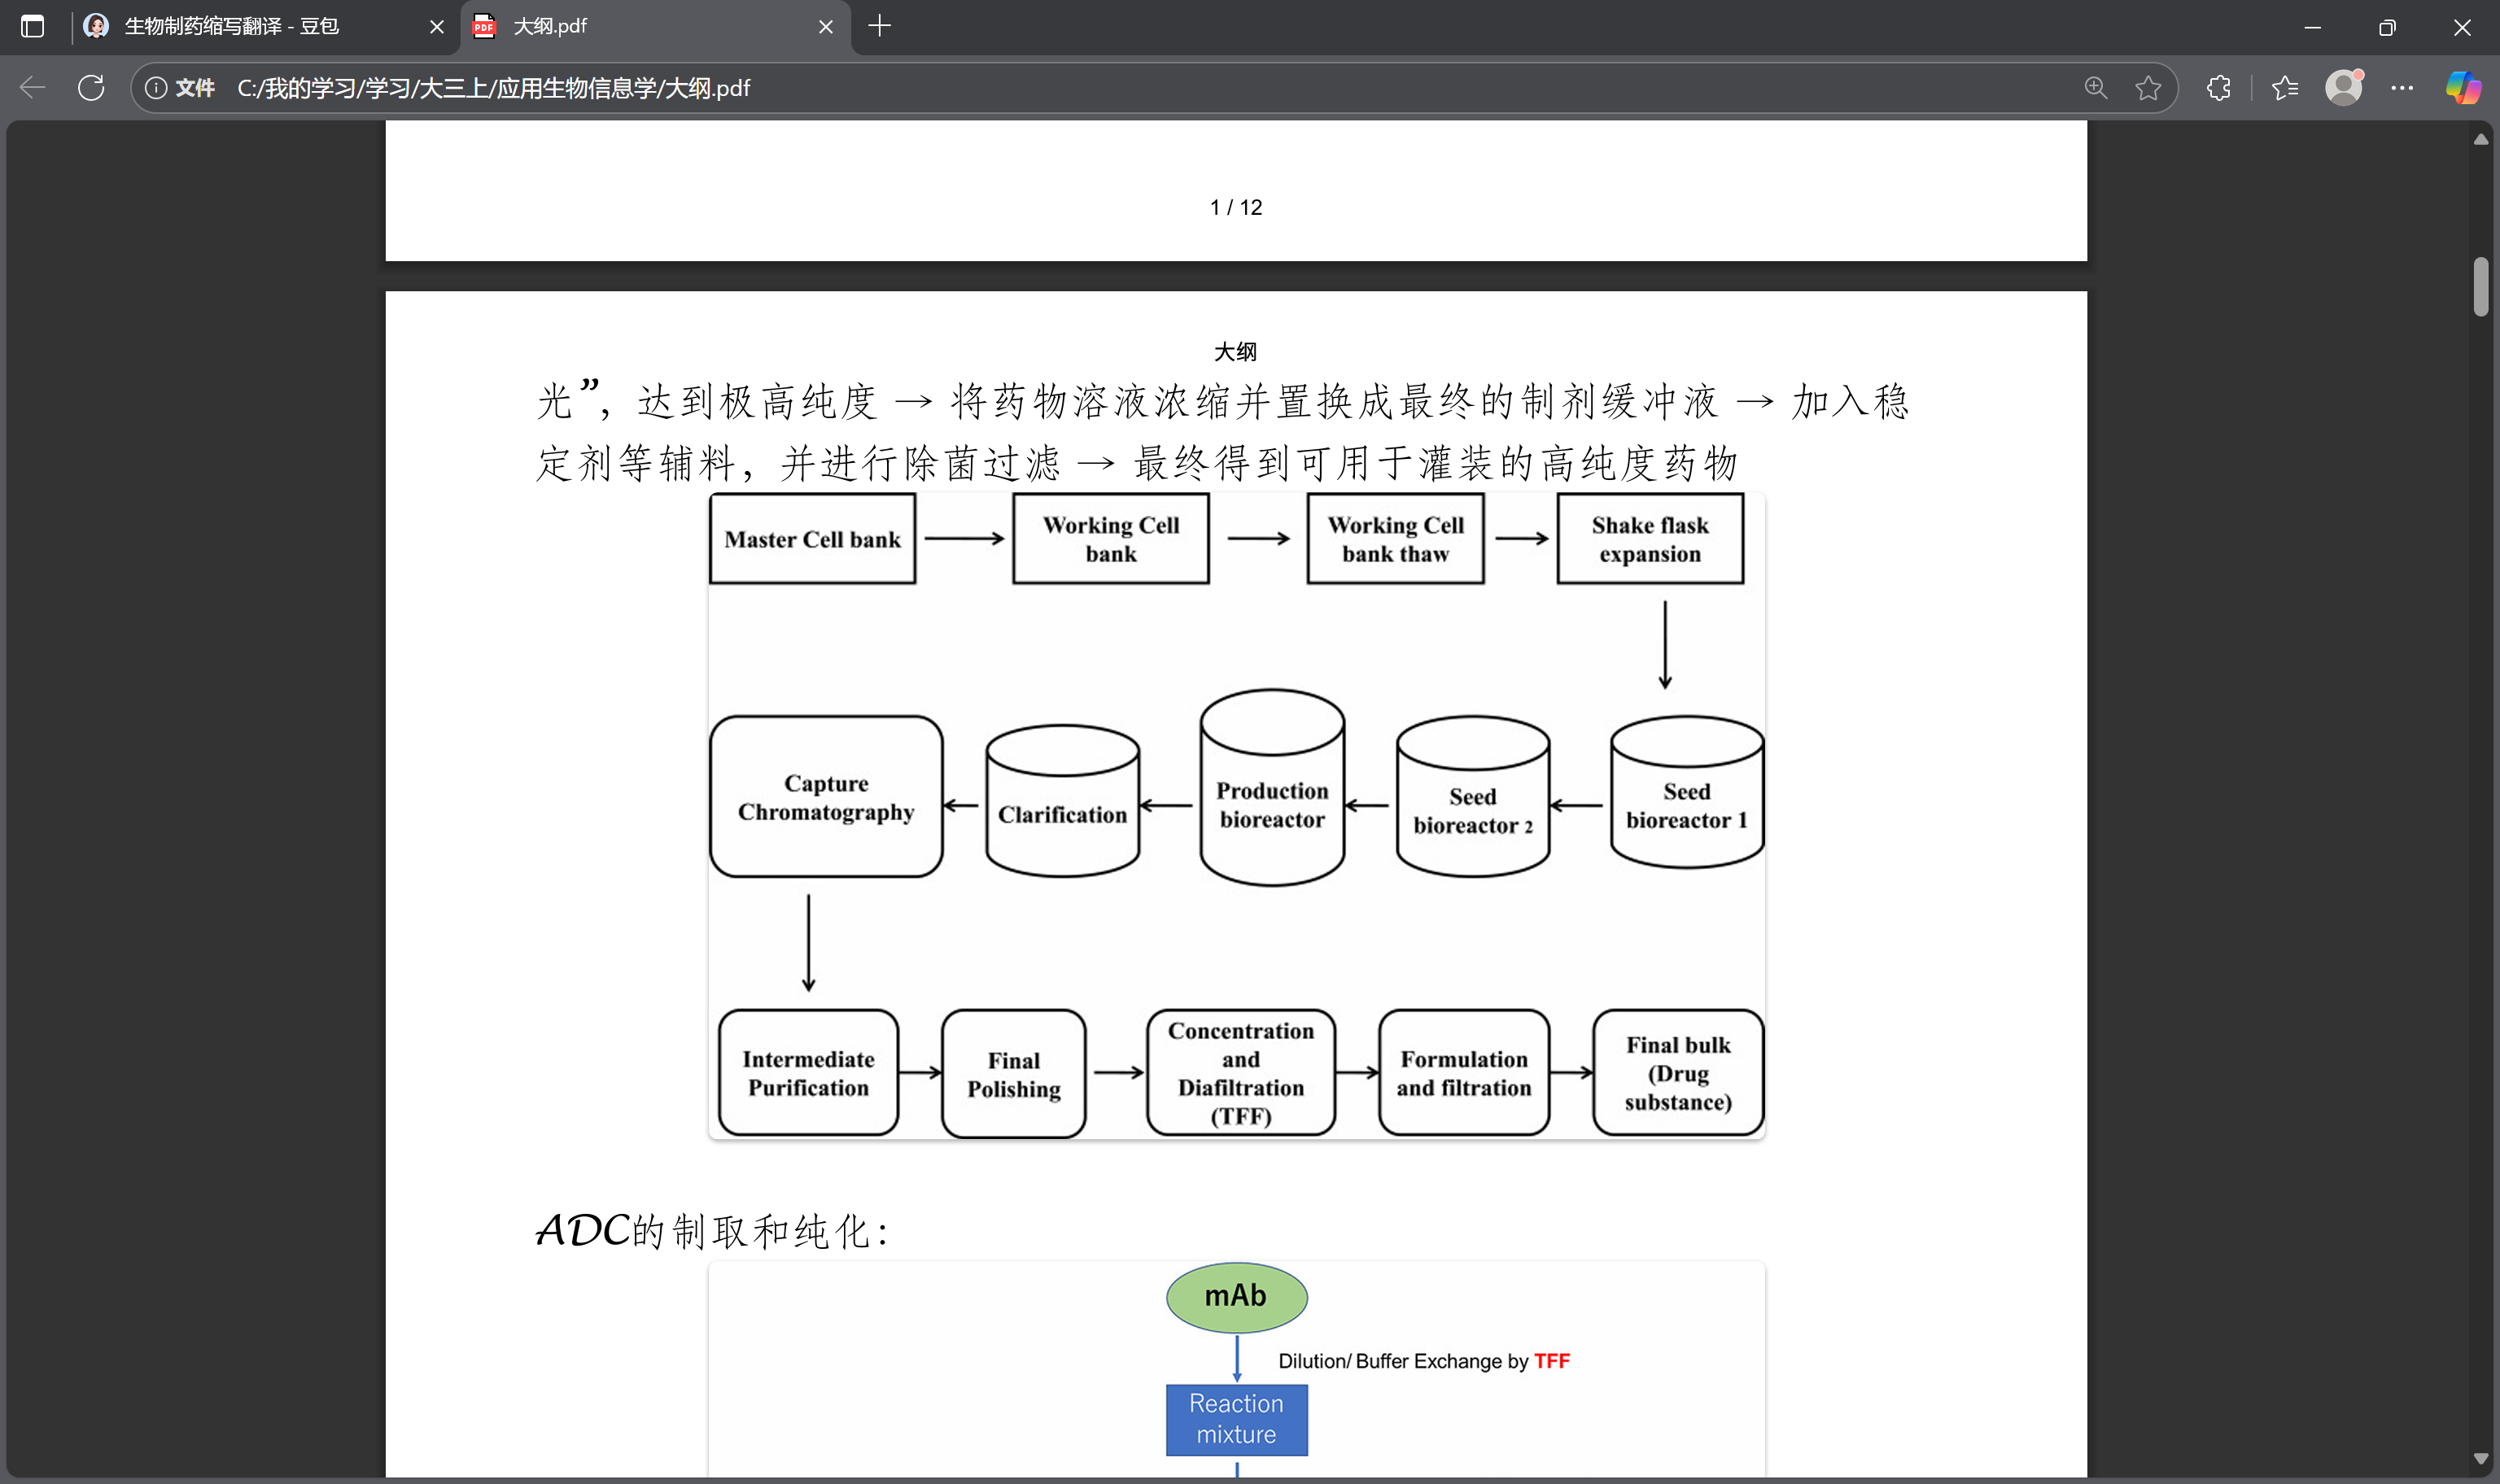 生物制药缩写翻译 - 豆包
大纲.pdf
文件
C:/我的学习/学习/大三上/应用生物信息学/大纲.pdf
1 / 12
大纲
光”，达到极高纯度 → 将药物溶液浓缩并置换成最终的制剂缓冲液 → 加入稳
定剂等辅料，并进行除菌过滤 → 最终得到可用于灌装的高纯度药物
Master Cell bank
Working Cell
bank
Working Cell
bank thaw
Shake flask
expansion
Capture
Chromatography
Clarification
Production
bioreactor
Seed
bioreactor 2
Seed
bioreactor 1
Intermediate
Purification
Final
Polishing
Concentration
and
Diafiltration
(TFF)
Formulation
and filtration
Final bulk
(Drug
substance)
ADC的制取和纯化：
mAb
Dilution/ Buffer Exchange by TFF
Reaction
mixture